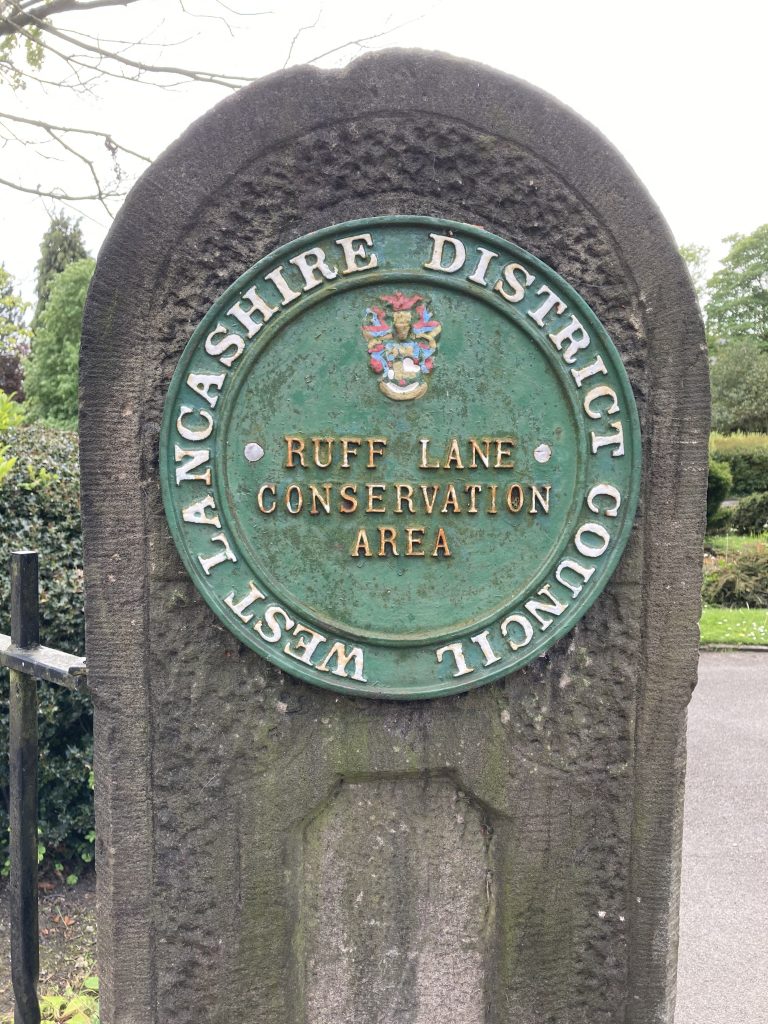 WEST LANCASHIRE DISTRICT COUNCIL
RUFF LANE
CONSERVATION
AREA